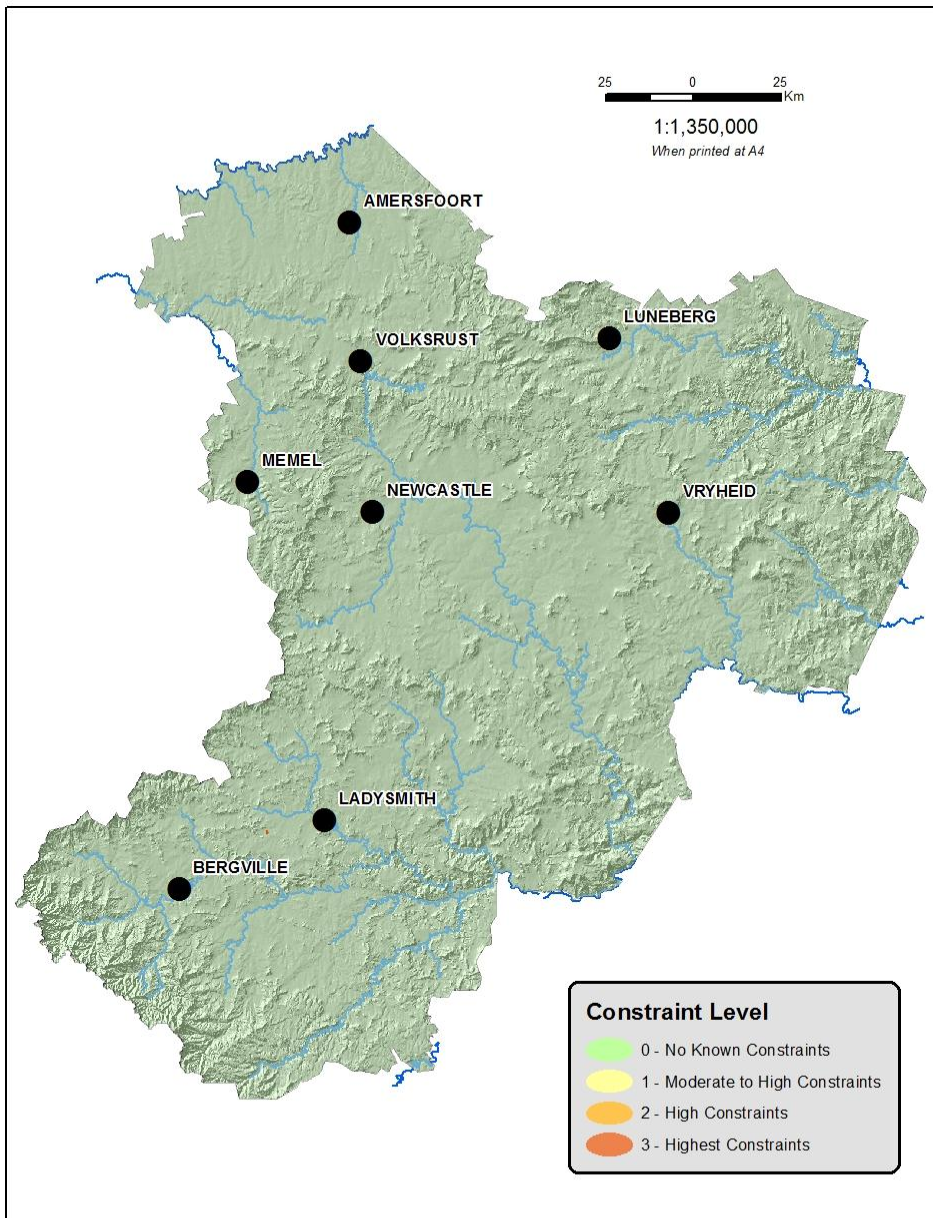 25 0 25
Km
1:1,350,000
When printed at A4
AMERSFOORT
LUNEBERG
VOLKSRUST
MEMEL
NEWCASTLE
VRYHEID
LADYSMITH
BERGVILLE
Constraint Level
0 - No Known Constraints
1 - Moderate to High Constraints
2 - High Constraints
3 - Highest Constraints